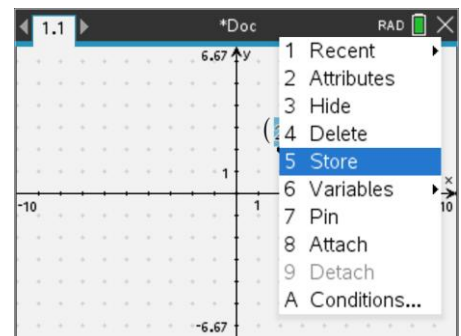 1.1 *Doc RAD
6.67 y
1 Recent
2 Attributes
3 Hide
( 4 Delete
5 Store
1
6 Variables
x
-10 1 10
7 Pin
8 Attach
9 Detach
A Conditions...
-6.67